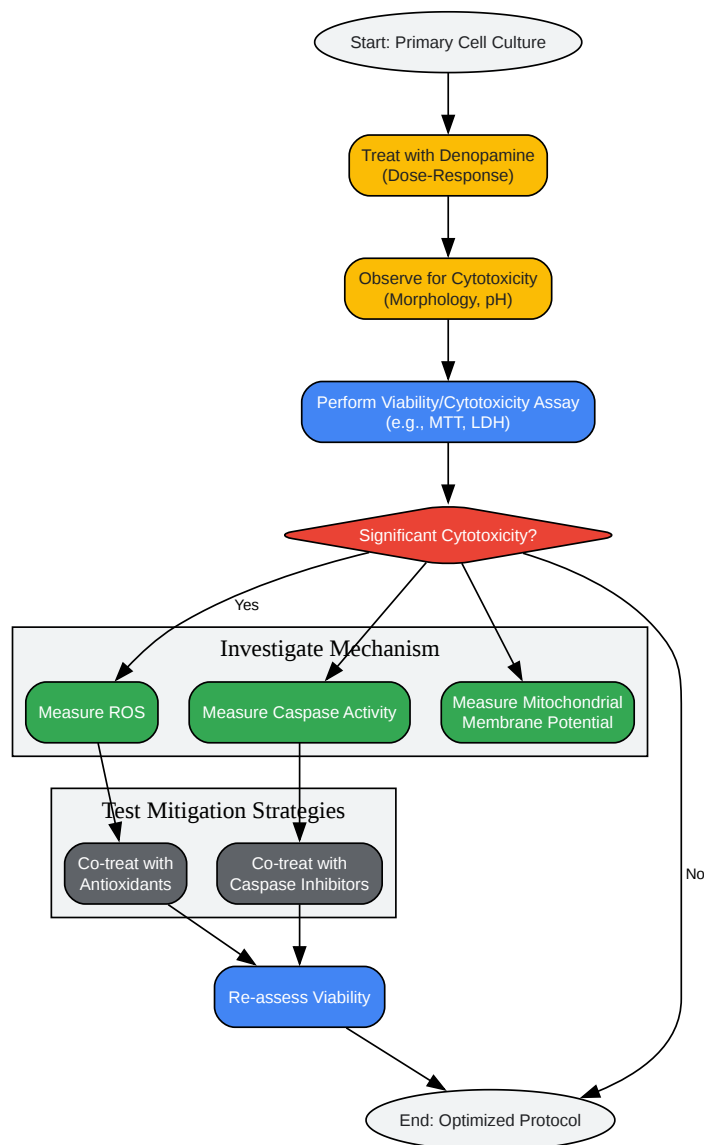 Start: Primary Cell Culture
Treat with Denopamine
(Dose-Response)
Observe for Cytotoxicity
(Morphology, pH)
Perform Viability/Cytotoxicity Assay
(e.g., MTT, LDH)
Significant Cytotoxicity?
Yes
Investigate Mechanism
Measure ROS
Measure Caspase Activity
Measure Mitochondrial
Membrane Potential
Test Mitigation Strategies
Co-treat with
Antioxidants
Co-treat with
Caspase Inhibitors
No
Re-assess Viability
End: Optimized Protocol